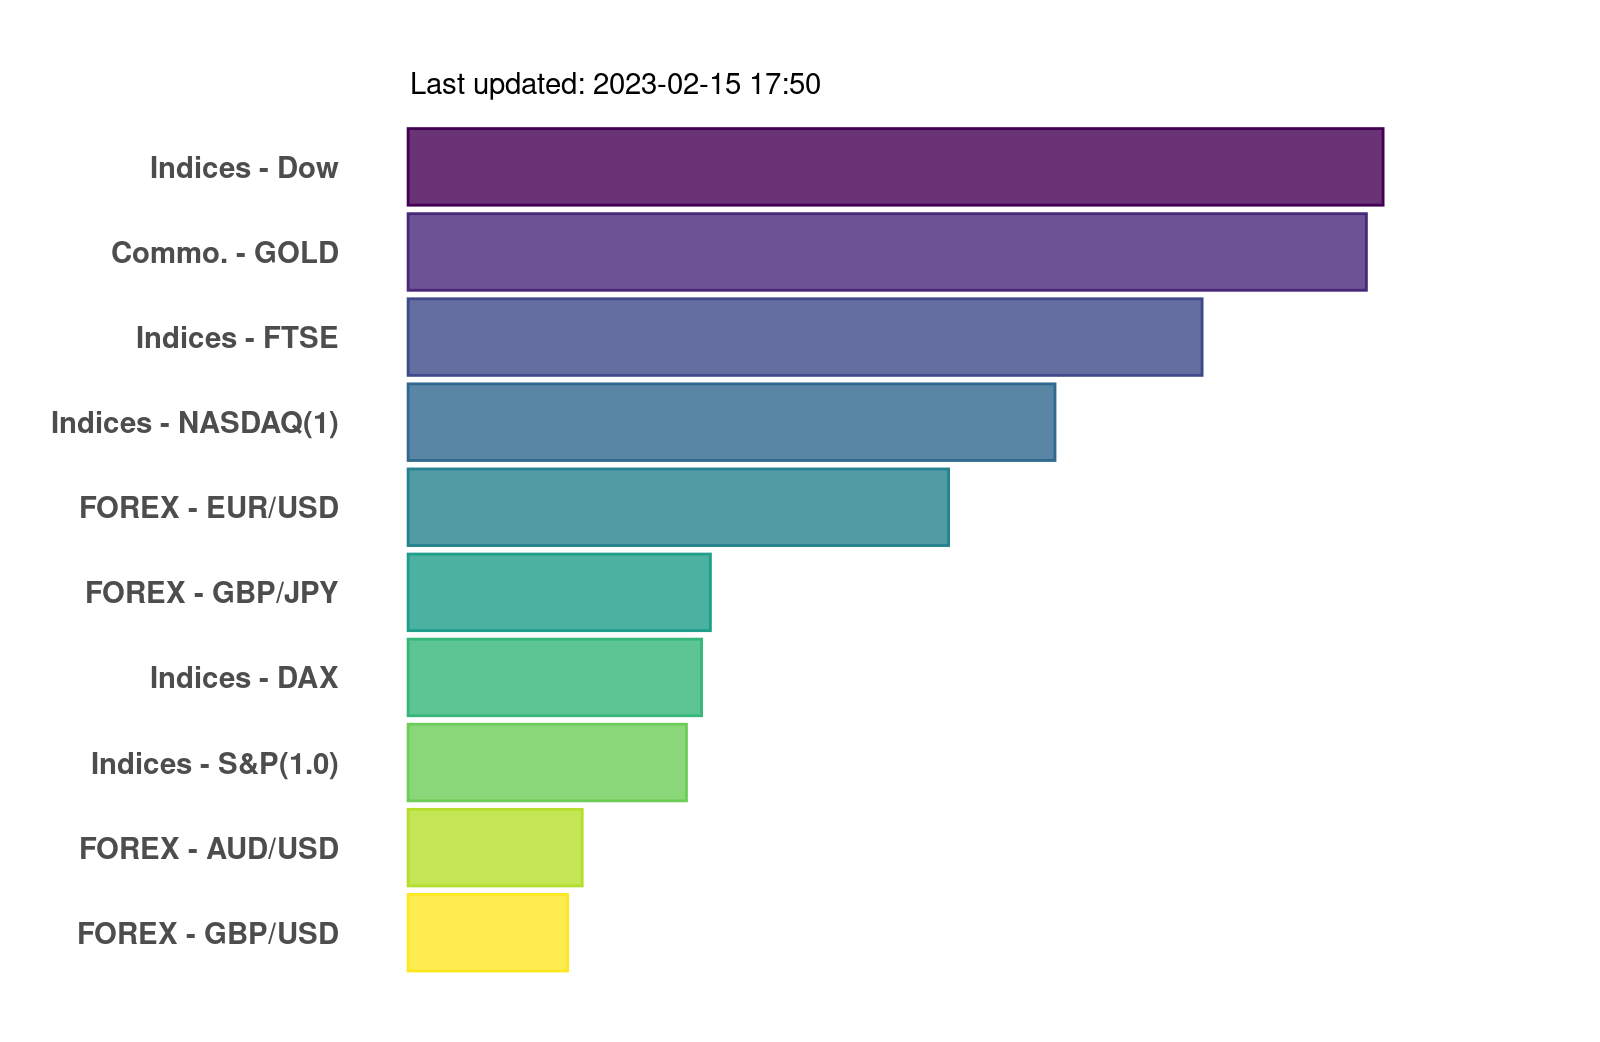 Last updated: 2023-02-15 17:50
Indices - Dow
Commo. - GOLD
Indices - FTSE
Indices - NASDAQ(1)
FOREX - EUR/USD
FOREX - GBP/JPY
Indices - DAX
Indices - S&P(1.0)
FOREX - AUD/USD
FOREX - GBP/USD